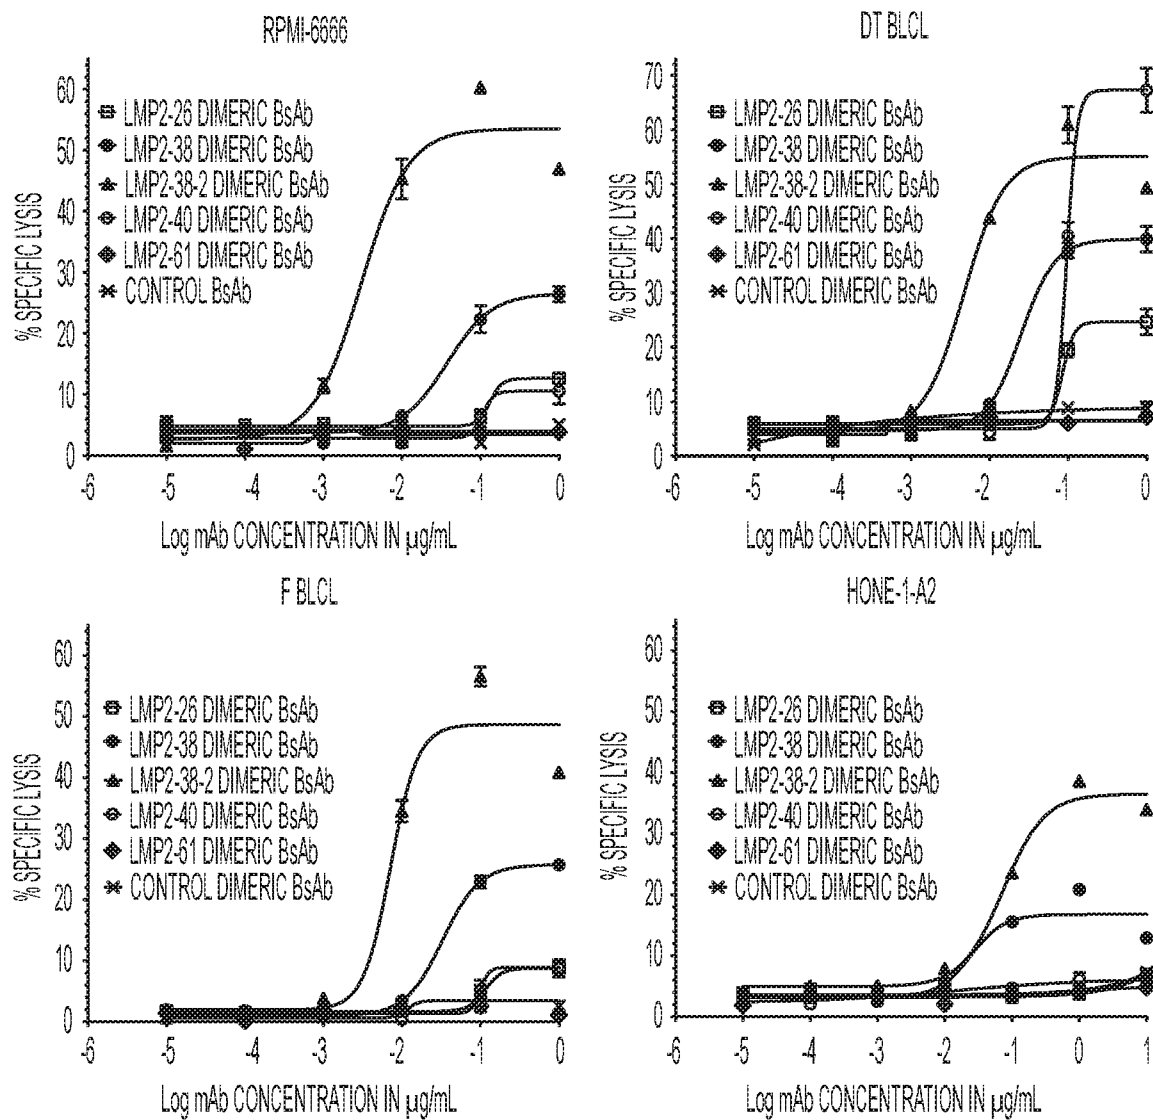 RPMI-6666
% SPECIFIC LYSIS
60
50
40
30
20
10
0
LMP2-26 DIMERIC BsAb
LMP2-38 DIMERIC BsAb
LMP2-38-2 DIMERIC BsAb
LMP2-40 DIMERIC BsAb
LMP2-61 DIMERIC BsAb
CONTROL BsAb
-6 -5 -4 -3 -2 -1 0
Log mAb CONCENTRATION IN µg/mL
DT BLCL
% SPECIFIC LYSIS
70
60
50
40
30
20
10
0
LMP2-26 DIMERIC BsAb
LMP2-38 DIMERIC BsAb
LMP2-38-2 DIMERIC BsAb
LMP2-40 DIMERIC BsAb
LMP2-61 DIMERIC BsAb
CONTROL DIMERIC BsAb
-6 -5 -4 -3 -2 -1 0
Log mAb CONCENTRATION IN µg/mL
F BLCL
% SPECIFIC LYSIS
60
50
40
30
20
10
0
LMP2-26 DIMERIC BsAb
LMP2-38 DIMERIC BsAb
LMP2-38-2 DIMERIC BsAb
LMP2-40 DIMERIC BsAb
LMP2-61 DIMERIC BsAb
CONTROL DIMERIC BsAb
-6 -5 -4 -3 -2 -1 0
Log mAb CONCENTRATION IN µg/mL
HONE-1-A2
% SPECIFIC LYSIS
60
50
40
30
20
10
0
LMP2-26 DIMERIC BsAb
LMP2-38 DIMERIC BsAb
LMP2-38-2 DIMERIC BsAb
LMP2-40 DIMERIC BsAb
LMP2-61 DIMERIC BsAb
CONTROL DIMERIC BsAb
-6 -5 -4 -3 -2 -1 0 1
Log mAb CONCENTRATION IN µg/mL